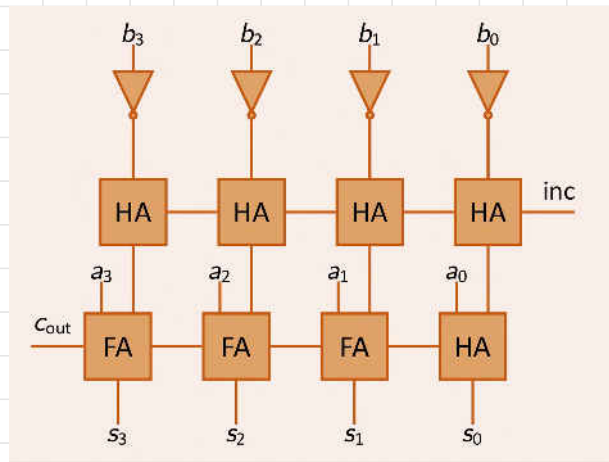 b₃ b₂ b₁ b₀
HA HA HA HA inc
a₃ a₂ a₁ a₀
c_out FA FA FA HA
s₃ s₂ s₁ s₀